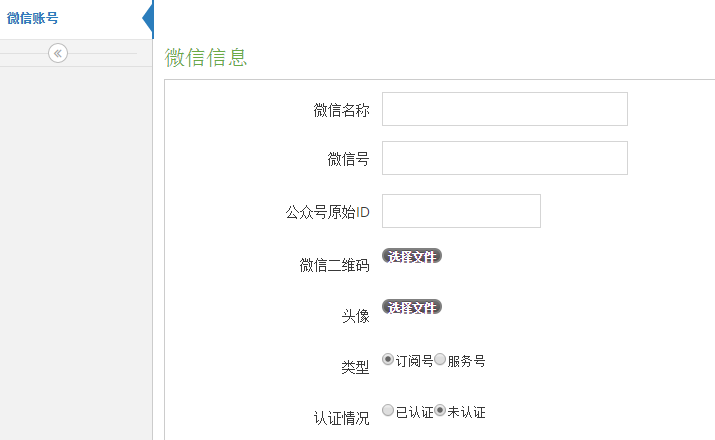 微信账号
微信信息
微信名称
微信号
公众号原始ID
微信二维码 选择文件
头像 选择文件
类型 订阅号 服务号
认证情况 已认证 未认证